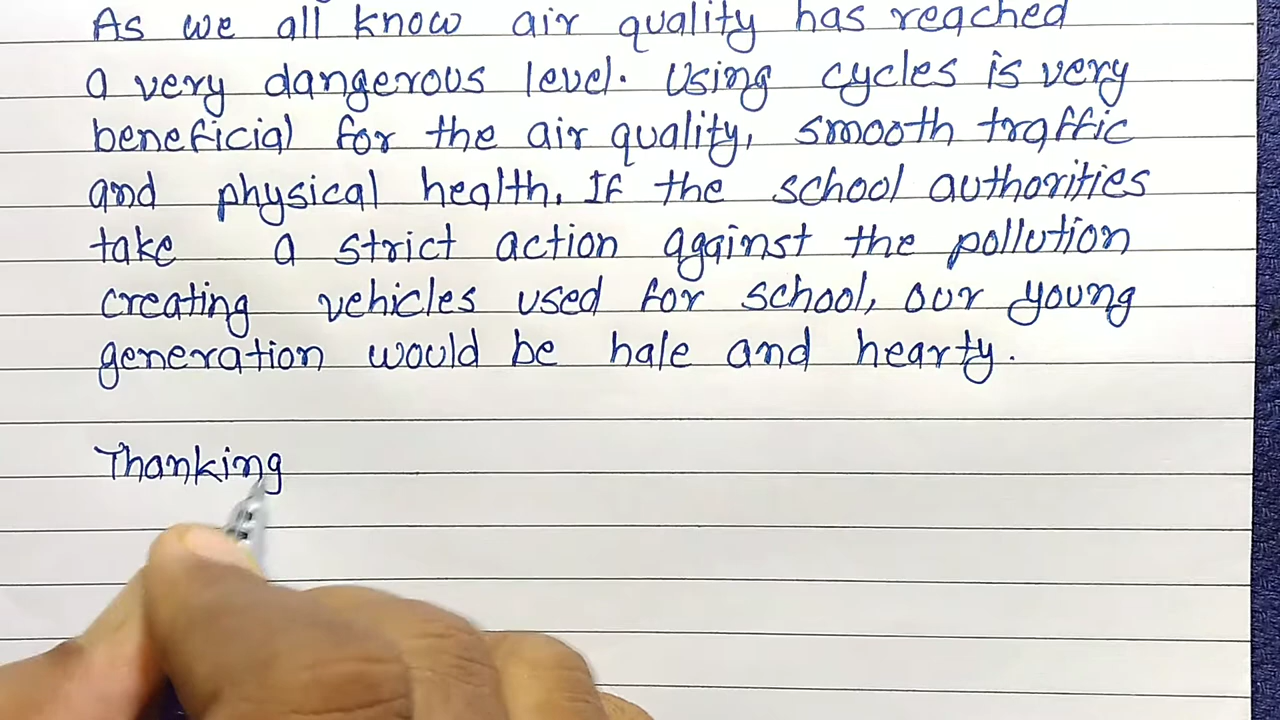 As we all know air quality has reached
a very dangerous level. Using cycles is very
beneficial for the air quality, smooth traffic
and physical health. If the school authorities
take a strict action against the pollution
creating vehicles used for school, our young
generation would be hale and hearty.
Thanking